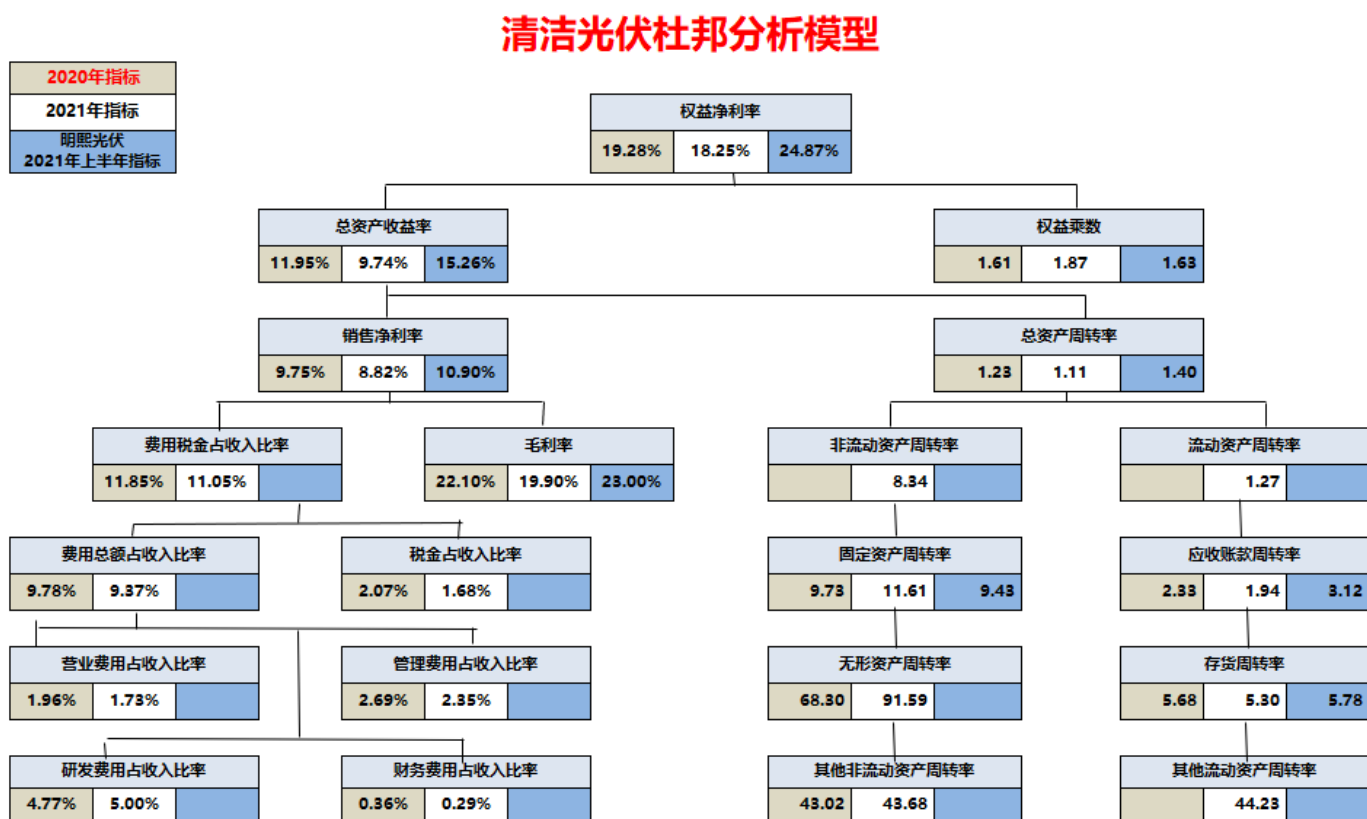 清洁光伏杜邦分析模型
2020年指标
2021年指标
明熙光伏
2021年上半年指标
权益净利率
19.28% 18.25% 24.87%
总资产收益率 权益乘数
11.95% 9.74% 15.26% 1.61 1.87 1.63
销售净利率 总资产周转率
9.75% 8.82% 10.90% 1.23 1.11 1.40
费用税金占收入比率 毛利率 非流动资产周转率 流动资产周转率
11.85% 11.05% 22.10% 19.90% 23.00% 8.34 1.27
费用总额占收入比率 税金占收入比率 固定资产周转率 应收账款周转率
9.78% 9.37% 2.07% 1.68% 9.73 11.61 9.43 2.33 1.94 3.12
营业费用占收入比率 管理费用占收入比率 无形资产周转率 存货周转率
1.96% 1.73% 2.69% 2.35% 68.30 91.59 5.68 5.30 5.78
研发费用占收入比率 财务费用占收入比率 其他非流动资产周转率 其他流动资产周转率
4.77% 5.00% 0.36% 0.29% 43.02 43.68 44.23